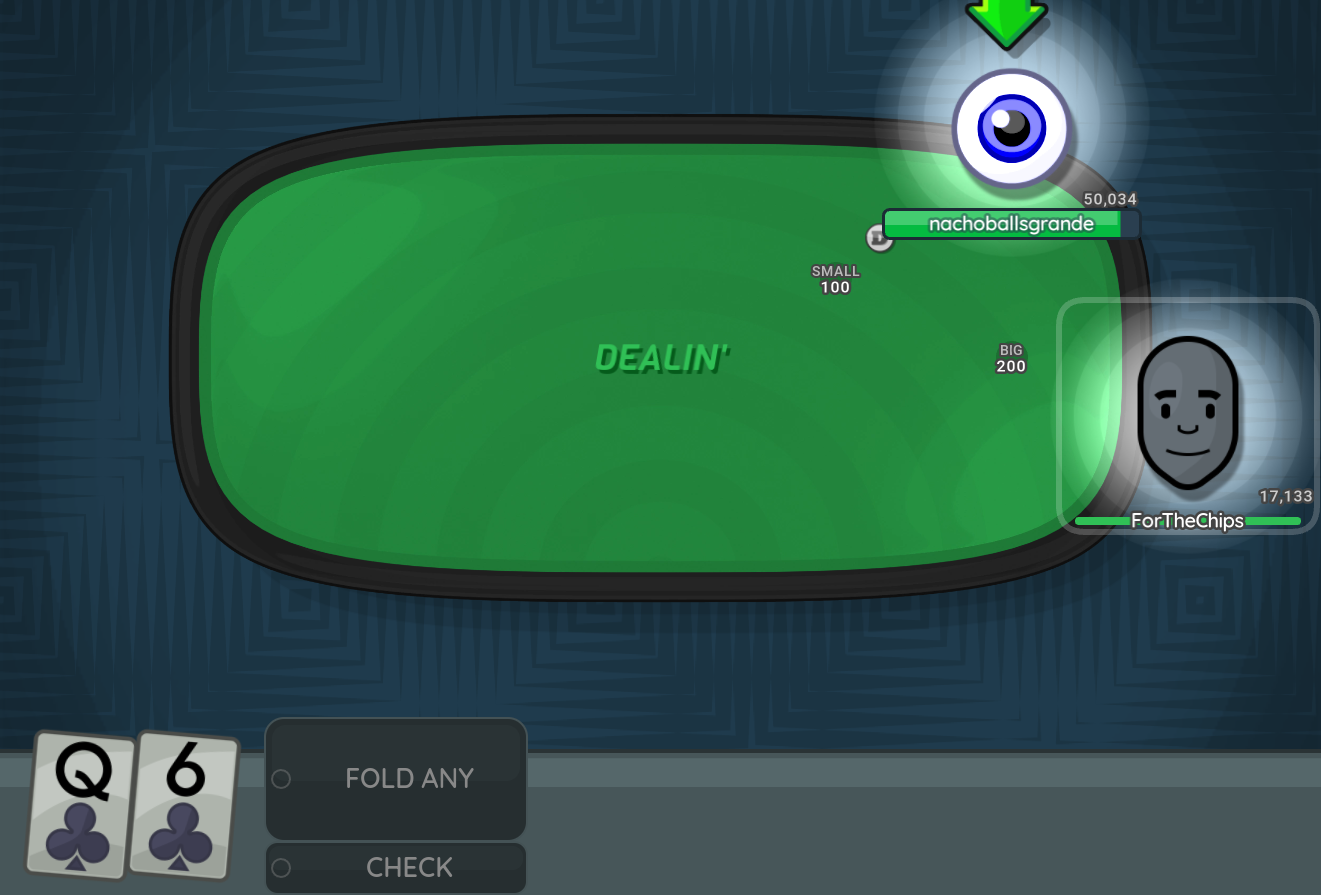 50,034
nachoballsgrande
D
SMALL
100
DEALIN'
BIG
200
17,133
ForTheChips
Q 6
FOLD ANY
CHECK